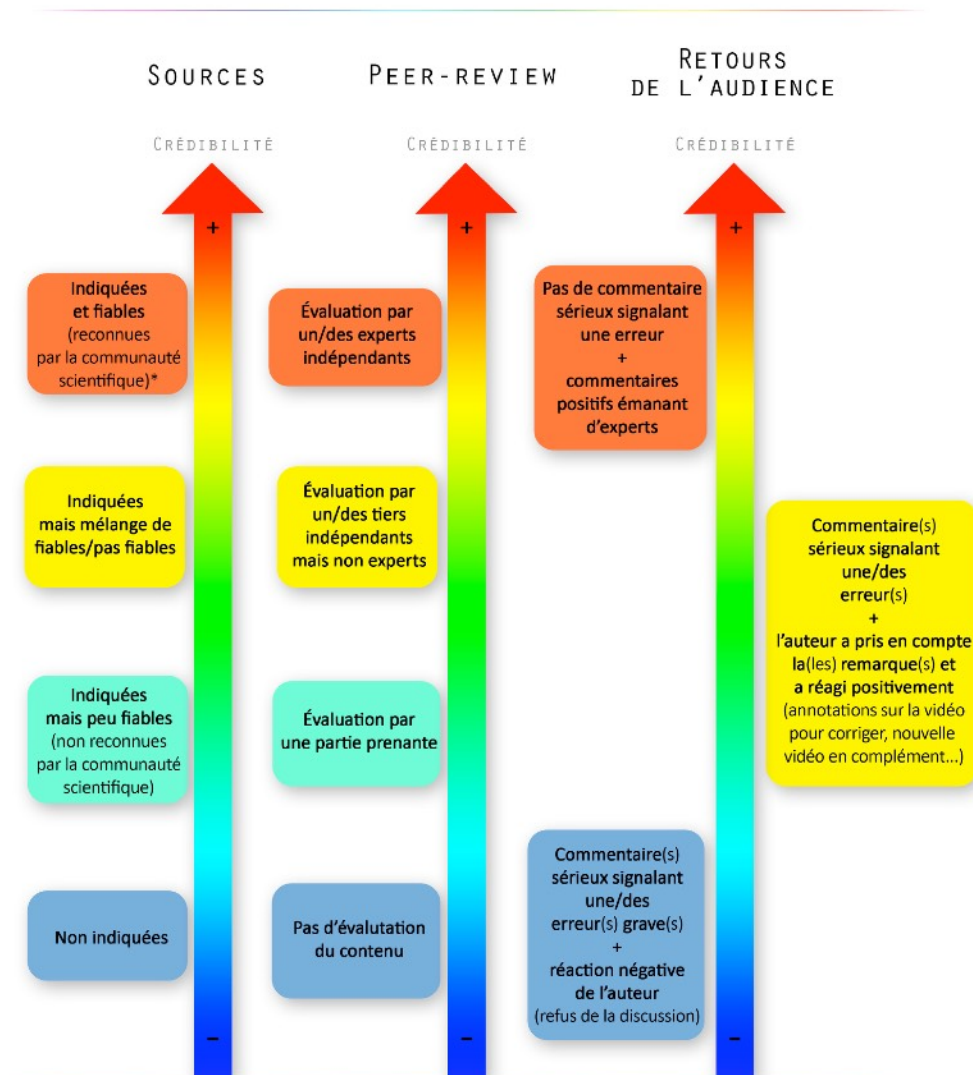 SOURCES
CRÉDIBILITÉ
+
Indiquées
et fiables
(reconnues
par la communauté
scientifique)*
Indiquées
mais mélange de
fiables/pas fiables
Indiquées
mais peu fiables
(non reconnues
par la communauté
scientifique)
Non indiquées
–
PEER-REVIEW
CRÉDIBILITÉ
+
Évaluation par
un/des experts
indépendants
Évaluation par
un/des tiers
indépendants
mais non experts
Évaluation par
une partie prenante
Pas d’évalutation
du contenu
–
RETOURS
DE L’AUDIENCE
CRÉDIBILITÉ
+
Pas de commentaire
sérieux signalant
une erreur
+
commentaires
positifs émanant
d’experts
Commentaire(s)
sérieux signalant
une/des
erreur(s)
+
l’auteur a pris en compte
la(les) remarque(s) et
a réagi positivement
(annotations sur la vidéo
pour corriger, nouvelle
vidéo en complément...)
Commentaire(s)
sérieux signalant
une/des
erreur(s) grave(s)
+
réaction négative
de l’auteur
(refus de la discussion)
–